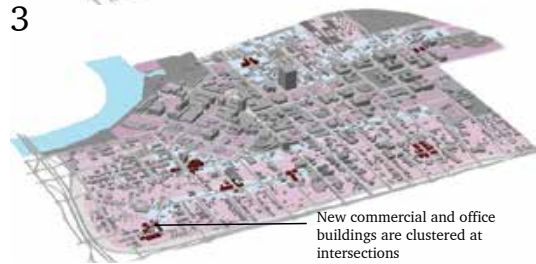 3
New commercial and office
buildings are clustered at
intersections